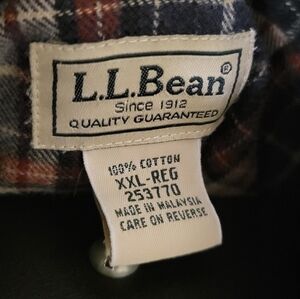 L.L.Bean®
Since 1912
QUALITY GUARANTEED
100% COTTON
XXL-REG
253770
MADE IN MALAYSIA
CARE ON REVERSE